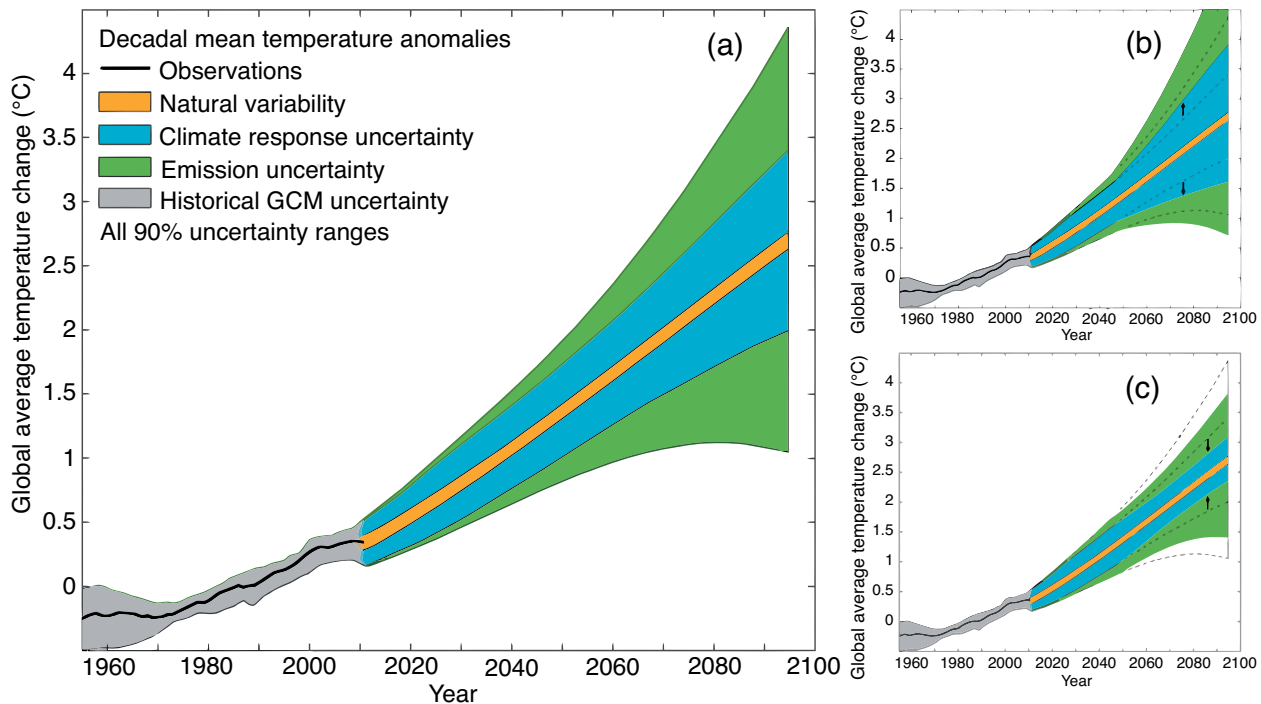 Decadal mean temperature anomalies
Observations
Natural variability
Climate response uncertainty
Emission uncertainty
Historical GCM uncertainty
All 90% uncertainty ranges
(a)
Global average temperature change (°C)
4
3.5
3
2.5
2
1.5
1
0.5
0
1960 1980 2000 2020 2040 2060 2080 2100
Year
(b)
Global average temperature change (°C)
4
3.5
3
2.5
2
1.5
1
0.5
0
1960 1980 2000 2020 2040 2060 2080 2100
Year
(c)
Global average temperature change (°C)
4
3.5
3
2.5
2
1.5
1
0.5
0
1960 1980 2000 2020 2040 2060 2080 2100
Year